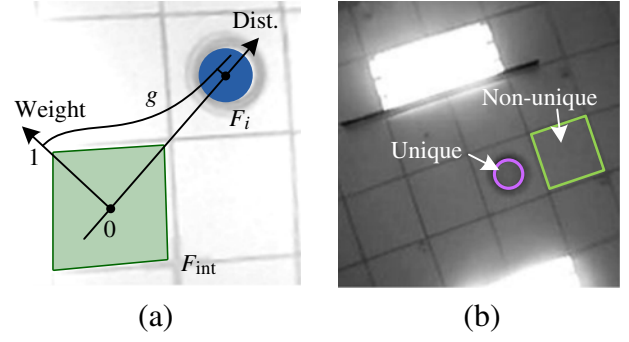 Dist.
g
Weight
F_i
1
0
F_int
Non-unique
Unique
(a)
(b)